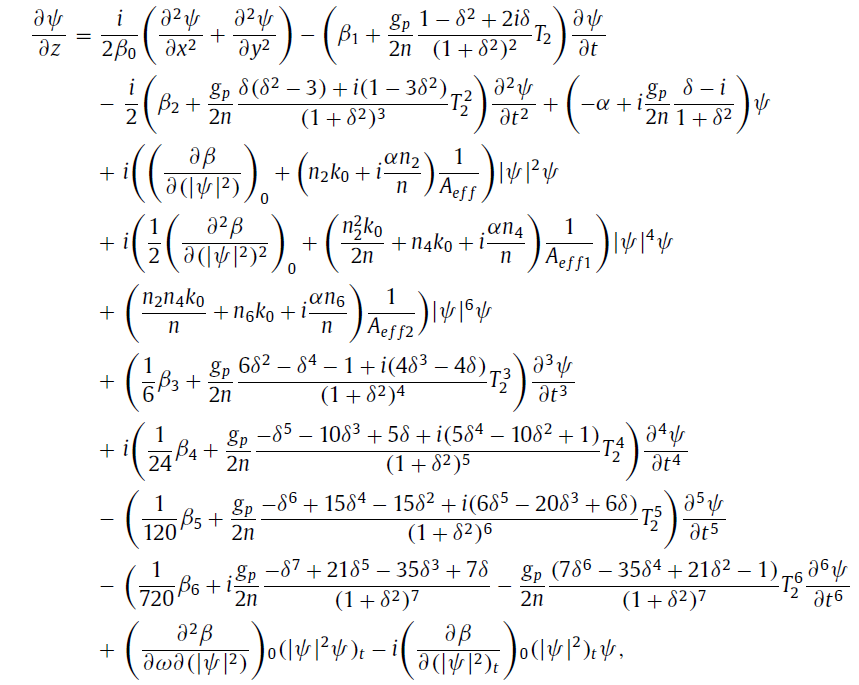 ∂ψ/∂z = i/(2β₀) (∂²ψ/∂x² + ∂²ψ/∂y²) − (β₁ + g_p/(2n) (1 − δ² + 2iδ)/(1 + δ²)² T₂) ∂ψ/∂t
− i/2 (β₂ + g_p/(2n) (δ(δ² − 3) + i(1 − 3δ²))/(1 + δ²)³ T₂²) ∂²ψ/∂t² + (−α + i g_p/(2n) (δ − i)/(1 + δ²)) ψ
+ i((∂β/∂(|ψ|²))₀ + (n₂k₀ + i αn₂/n) 1/A_eff) |ψ|²ψ
+ i(1/2 (∂²β/∂(|ψ|²)²)₀ + (n₂²k₀/(2n) + n₄k₀ + i αn₄/n) 1/A_eff1) |ψ|⁴ψ
+ (n₂n₄k₀/n + n₆k₀ + i αn₆/n) 1/A_eff2) |ψ|⁶ψ
+ (1/6 β₃ + g_p/(2n) (6δ² − δ⁴ − 1 + i(4δ³ − 4δ))/(1 + δ²)⁴ T₂³) ∂³ψ/∂t³
+ i(1/24 β₄ + g_p/(2n) (−δ⁵ − 10δ³ + 5δ + i(5δ⁴ − 10δ² + 1))/(1 + δ²)⁵ T₂⁴) ∂⁴ψ/∂t⁴
− (1/120 β₅ + g_p/(2n) (−δ⁶ + 15δ⁴ − 15δ² + i(6δ⁵ − 20δ³ + 6δ))/(1 + δ²)⁶ T₂⁵) ∂⁵ψ/∂t⁵
− (1/720 β₆ + i g_p/(2n) (−δ⁷ + 21δ⁵ − 35δ³ + 7δ)/(1 + δ²)⁷ − g_p/(2n) (7δ⁶ − 35δ⁴ + 21δ² − 1)/(1 + δ²)⁷ T₂⁶ ∂⁶ψ/∂t⁶
+ (∂²β/∂ω∂(|ψ|²))₀ (|ψ|²ψ)_t − i(∂β/∂(|ψ|²)_t)₀ (|ψ|²)_t ψ,